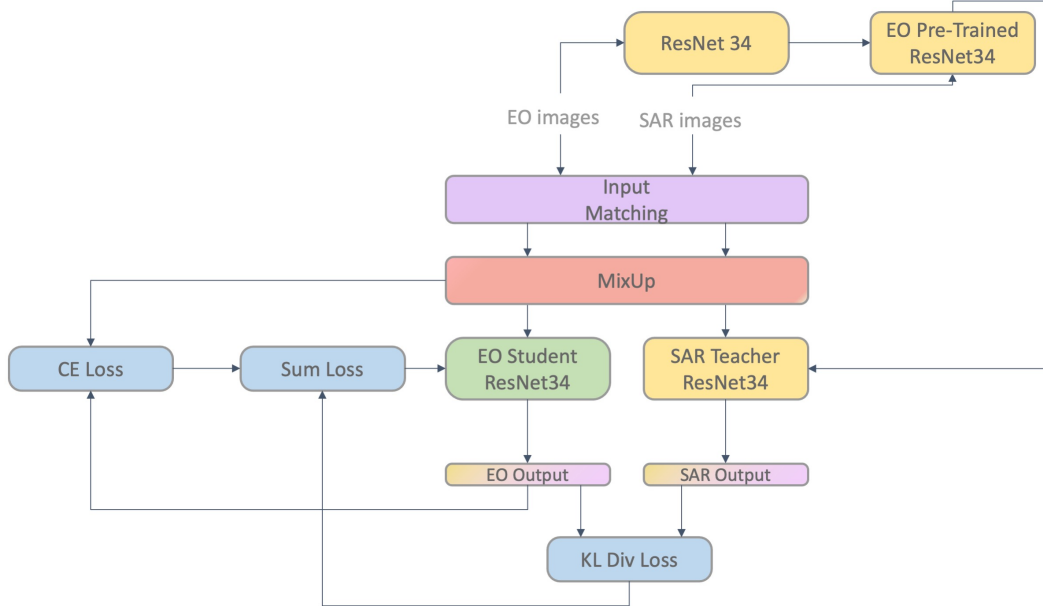 ResNet 34
EO Pre-Trained
ResNet34
EO images
SAR images
Input
Matching
MixUp
CE Loss
Sum Loss
EO Student
ResNet34
SAR Teacher
ResNet34
EO Output
SAR Output
KL Div Loss